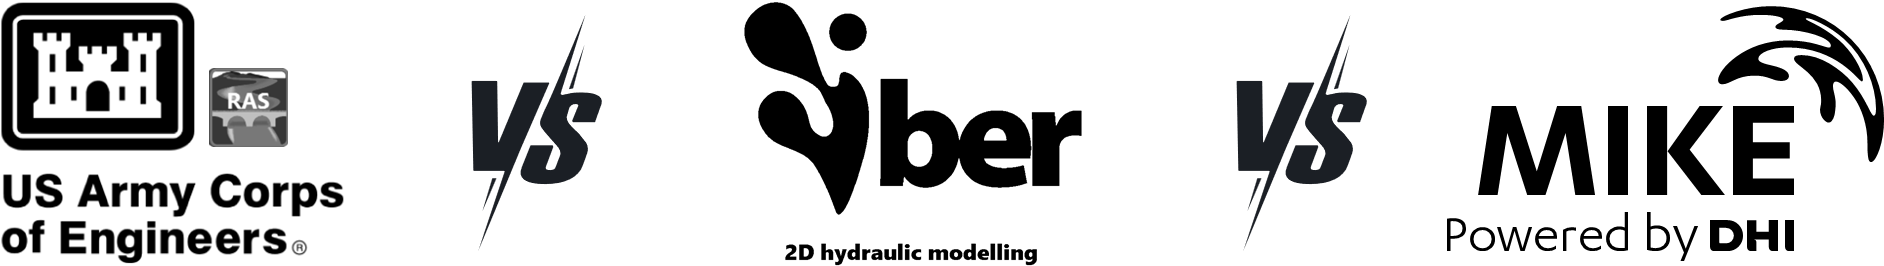 RAS
US Army Corps
of Engineers®
VS
iber
2D hydraulic modelling
VS
MIKE
Powered by DHI